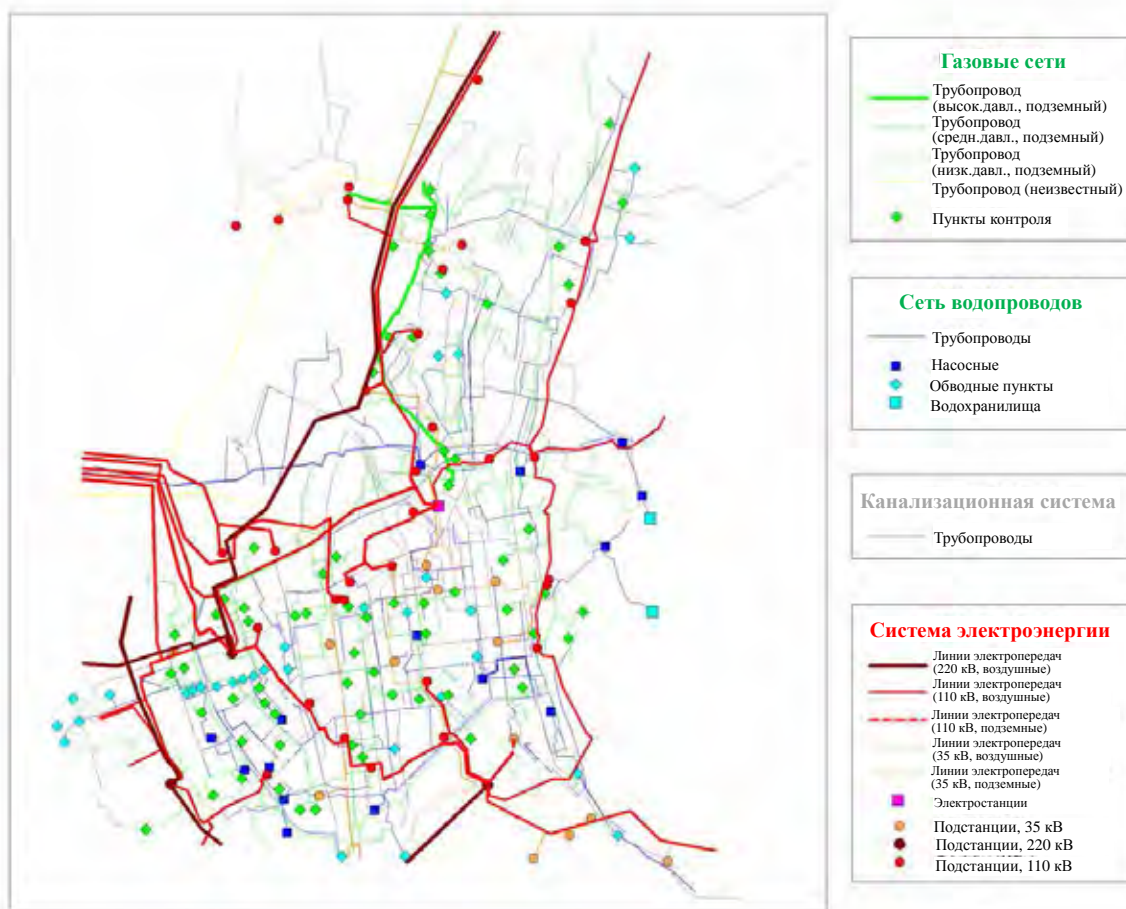 Газовые сети
Трубопровод
(высок.давл., подземный)
Трубопровод
(средн.давл., подземный)
Трубопровод
(низк.давл., подземный)
Трубопровод (неизвестный)
Пункты контроля
Сеть водопроводов
Трубопроводы
Насосные
Обводные пункты
Водохранилища
Канализационная система
Трубопроводы
Система электроэнергии
Линии электропередач
(220 кВ, воздушные)
Линии электропередач
(110 кВ, воздушные)
Линии электропередач
(110 кВ, подземные)
Линии электропередач
(35 кВ, воздушные)
Линии электропередач
(35 кВ, подземные)
Электростанции
Подстанции, 35 кВ
Подстанции, 220 кВ
Подстанции, 110 кВ